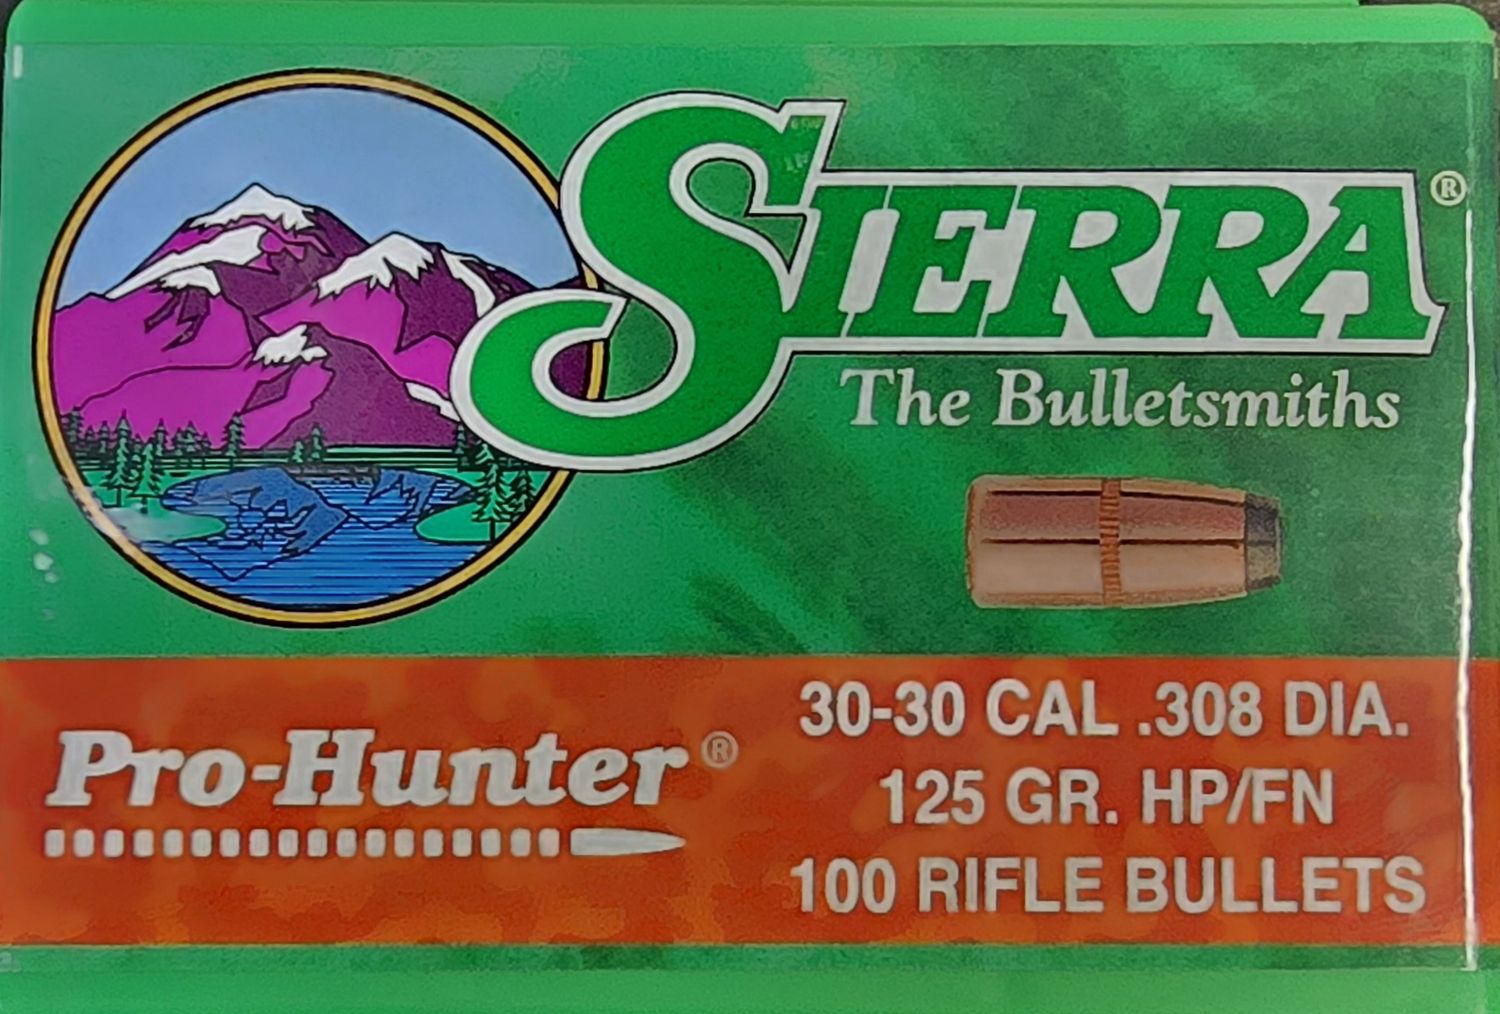 SIERRA®
The Bulletsmiths
Pro-Hunter®
30-30 CAL .308 DIA.
125 GR. HP/FN
100 RIFLE BULLETS